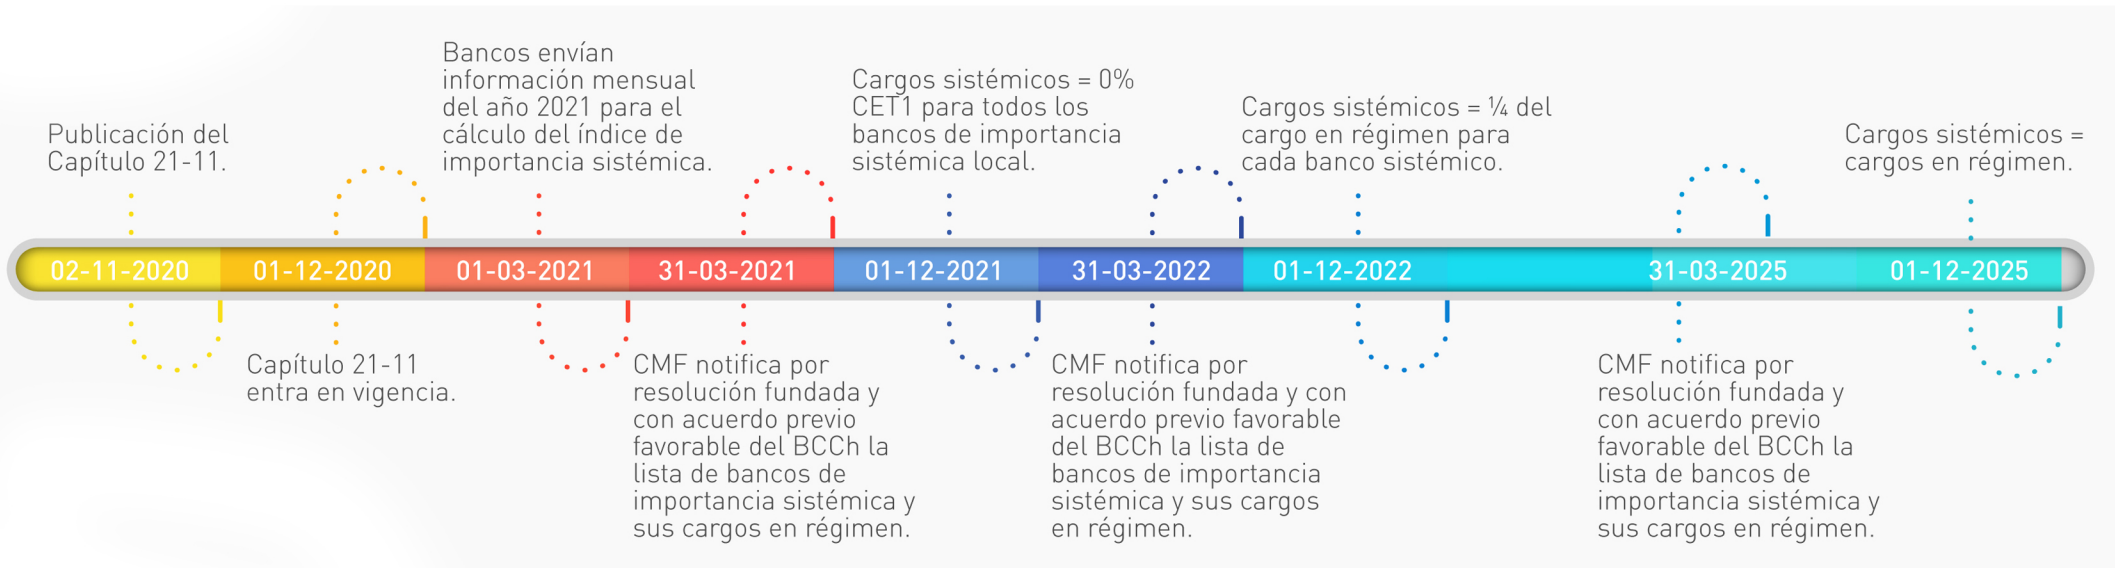 Publicación del
Capítulo 21-11.
Bancos envían
información mensual
del año 2021 para el
cálculo del índice de
importancia sistémica.
Cargos sistémicos = 0%
CET1 para todos los
bancos de importancia
sistémica local.
Cargos sistémicos = ¼ del
cargo en régimen para
cada banco sistémico.
Cargos sistémicos =
cargos en régimen.
02-11-2020
01-12-2020
01-03-2021
31-03-2021
01-12-2021
31-03-2022
01-12-2022
31-03-2025
01-12-2025
Capítulo 21-11
entra en vigencia.
CMF notifica por
resolución fundada y
con acuerdo previo
favorable del BCCh la
lista de bancos de
importancia sistémica y
sus cargos en régimen.
CMF notifica por
resolución fundada y con
acuerdo previo favorable
del BCCh la lista de
bancos de importancia
sistémica y sus cargos
en régimen.
CMF notifica por
resolución fundada y
con acuerdo previo
favorable del BCCh la
lista de bancos de
importancia sistémica y
sus cargos en régimen.